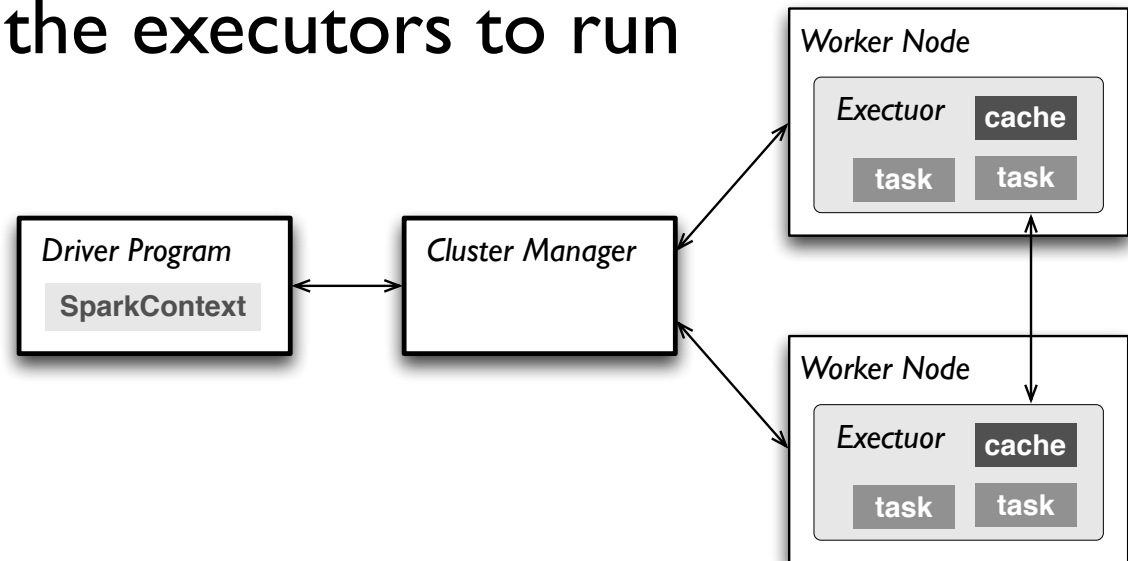 the executors to run
Worker Node
Exectuor
cache
task
task
Driver Program
SparkContext
Cluster Manager
Worker Node
Exectuor
cache
task
task